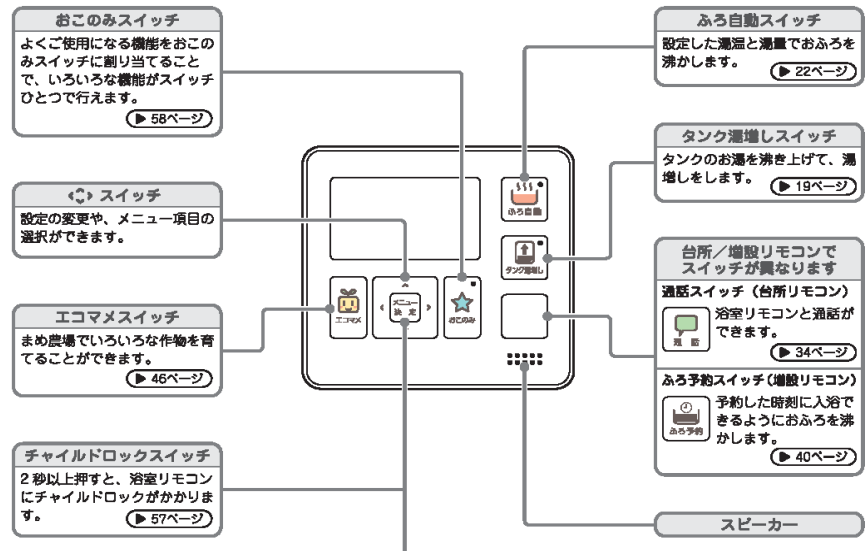 おこのみスイッチ
よくご使用になる機能をおこの
みスイッチに割り当てること
で、いろいろな機能がスイッチ
ひとつで行えます。
▶ 58ページ
スイッチ
設定の変更や、メニュー項目の
選択ができます。
エコマメスイッチ
まめ農場でいろいろな作物を育
てることができます。
▶ 46ページ
チャイルドロックスイッチ
2秒以上押すと、浴室リモコン
にチャイルドロックがかかりま
す。
▶ 57ページ
ふろ自動
タンク湯増し
エコマメ
メニュー
決 定
おこのみ
ふろ自動スイッチ
設定した湯温と湯量でおふろを
沸かします。
▶ 22ページ
タンク湯増しスイッチ
タンクのお湯を沸き上げて、湯
増しをします。
▶ 19ページ
台所／増設リモコンで
スイッチが異なります
通話スイッチ（台所リモコン）
通 話
浴室リモコンと通話が
できます。
▶ 34ページ
ふろ予約スイッチ（増設リモコン）
ふろ予約
予約した時刻に入浴で
きるようにおふろを沸
かします。
▶ 40ページ
スピーカー